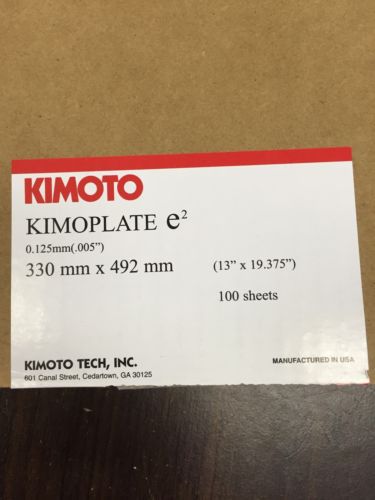 KIMOTO
KIMOPLATE e²
0.125mm(.005”)
330 mm x 492 mm (13” x 19.375”)
100 sheets
KIMOTO TECH, INC. MANUFACTURED IN USA
601 Canal Street, Cedartown, GA 30125